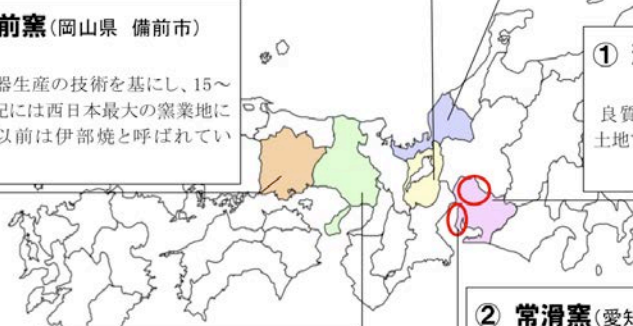 前窯(岡山県 備前市)
器生産の技術を基にし、15～
紀には西日本最大の窯業地に
以前は伊部焼と呼ばれてい
①
良質
土地
② 常滑窯(愛知